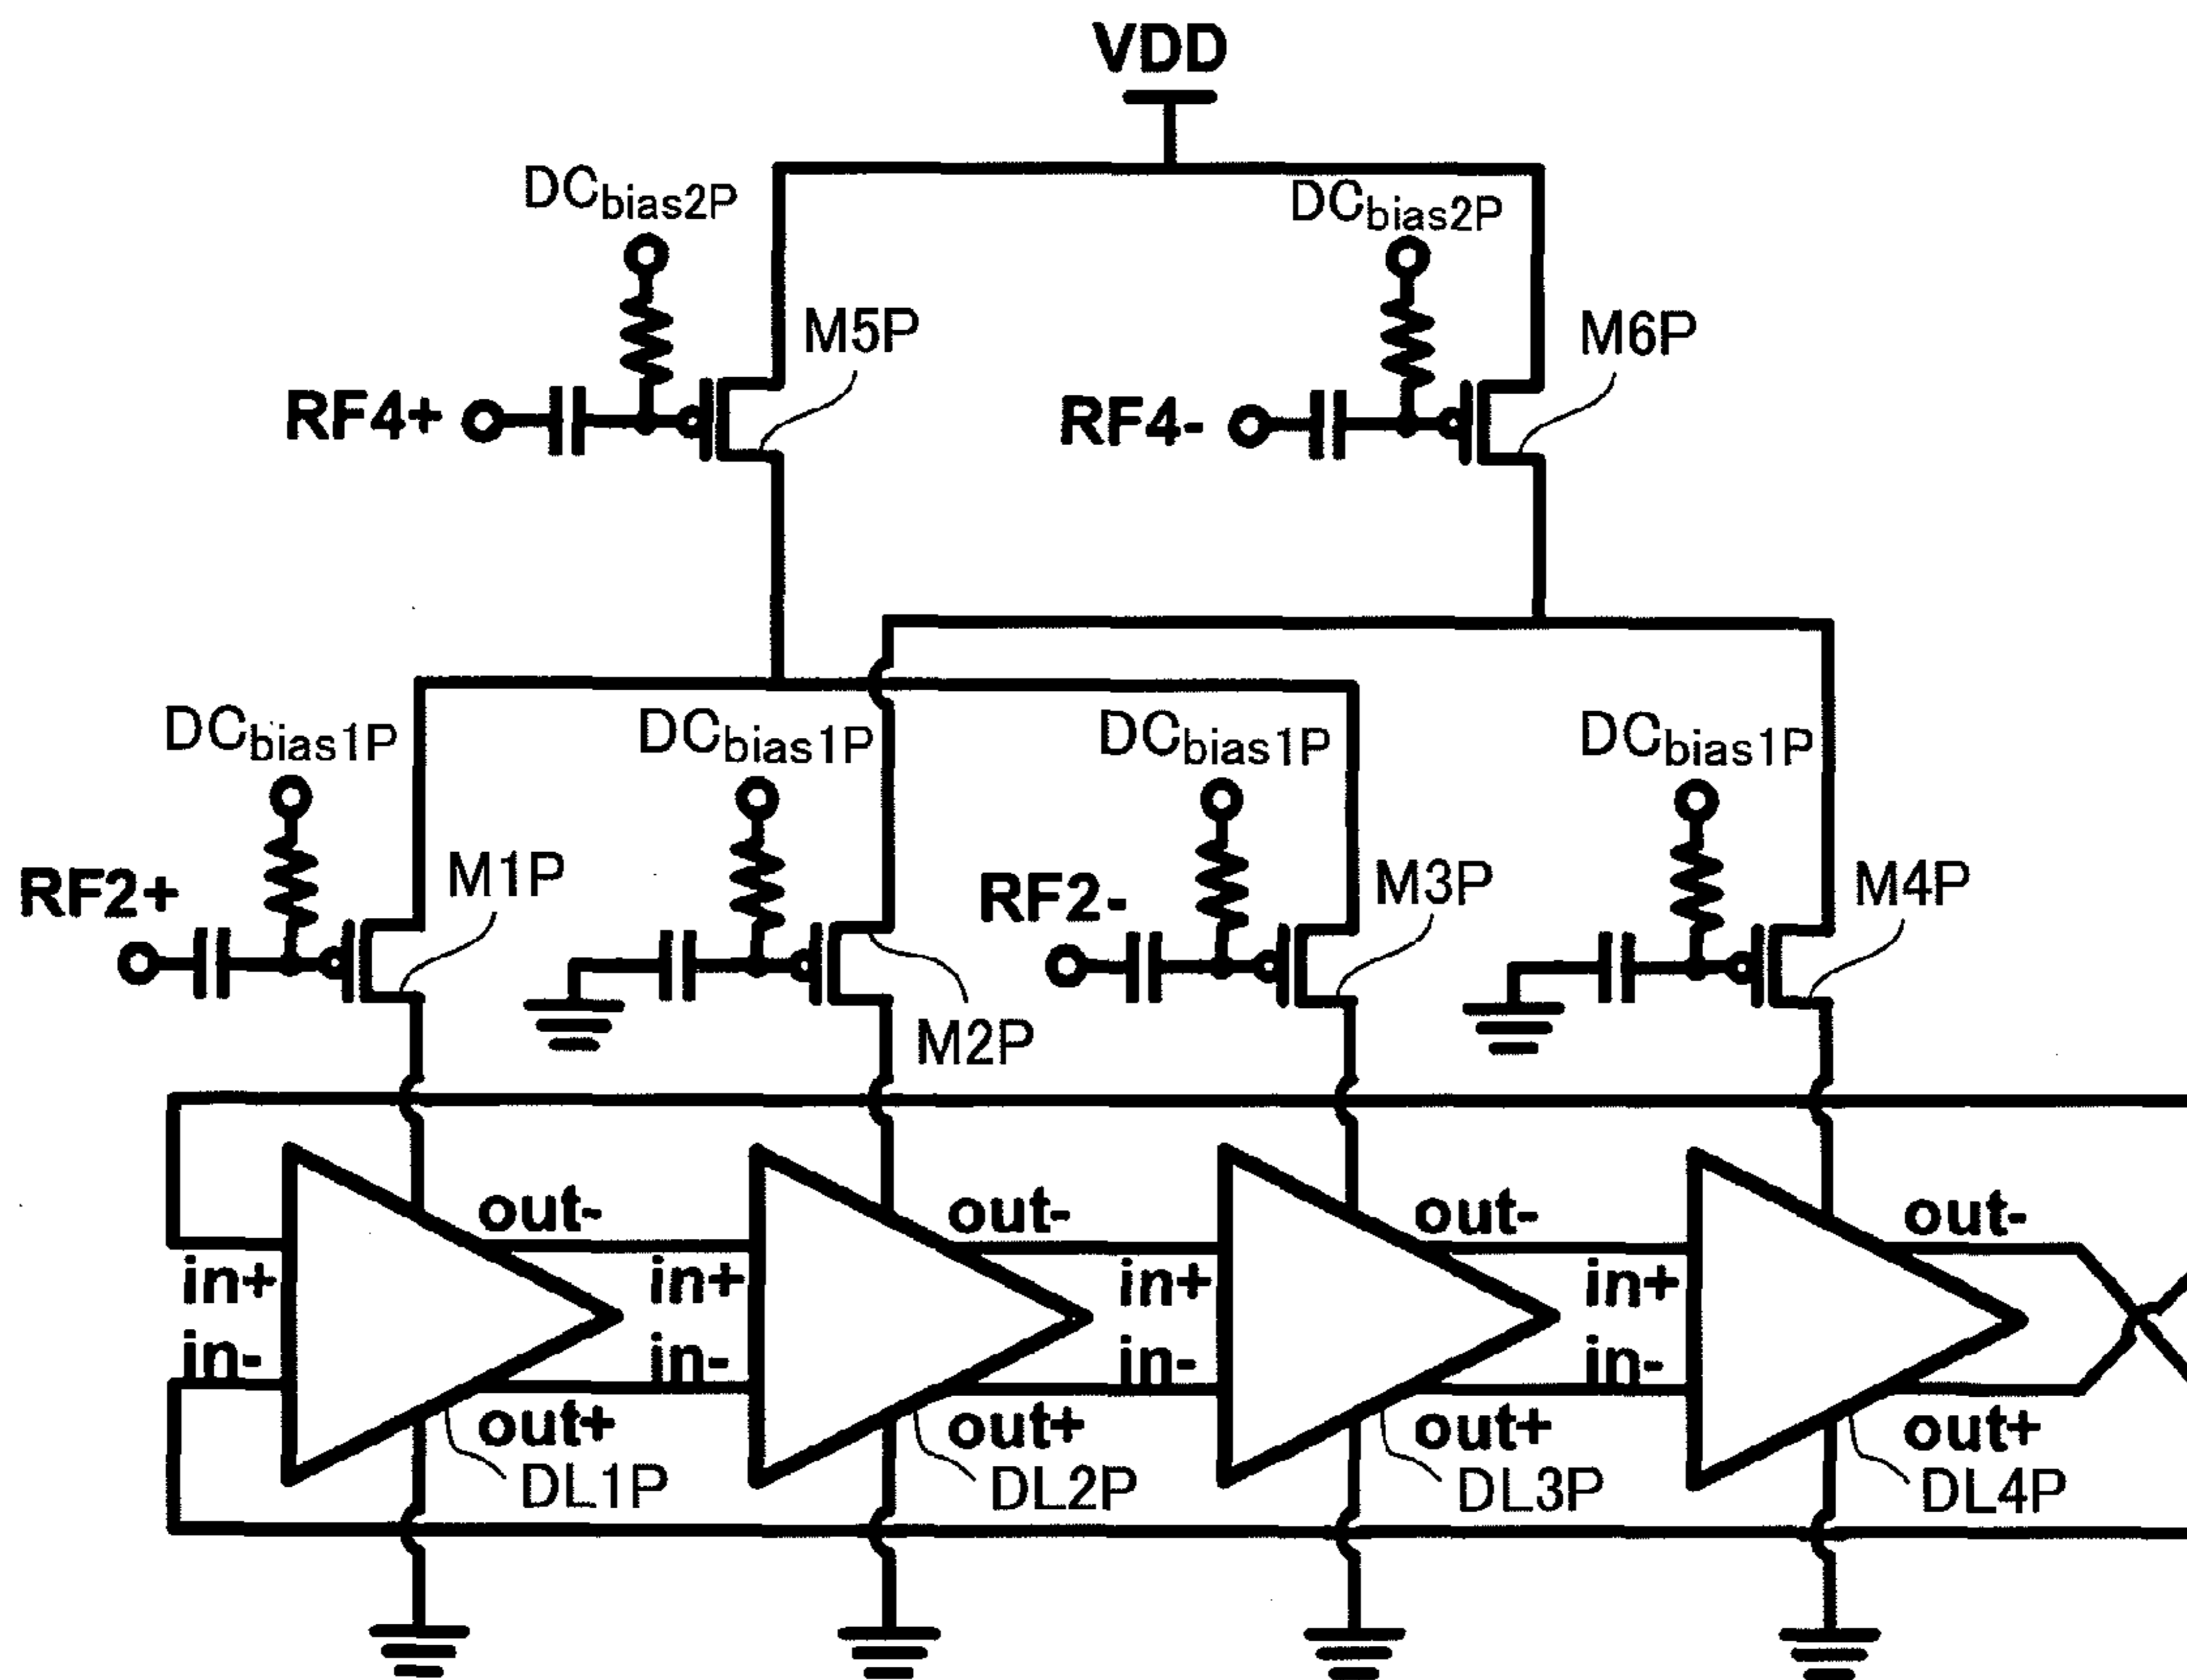 VDD
DCbias2P
DCbias2P
M5P
M6P
RF4+
RF4-
DCbias1P
DCbias1P
DCbias1P
DCbias1P
RF2+
M1P
RF2-
M3P
M4P
M2P
out-
out-
out-
out-
in+
in+
in+
in+
in-
in-
in-
in-
out+
out+
out+
out+
DL1P
DL2P
DL3P
DL4P